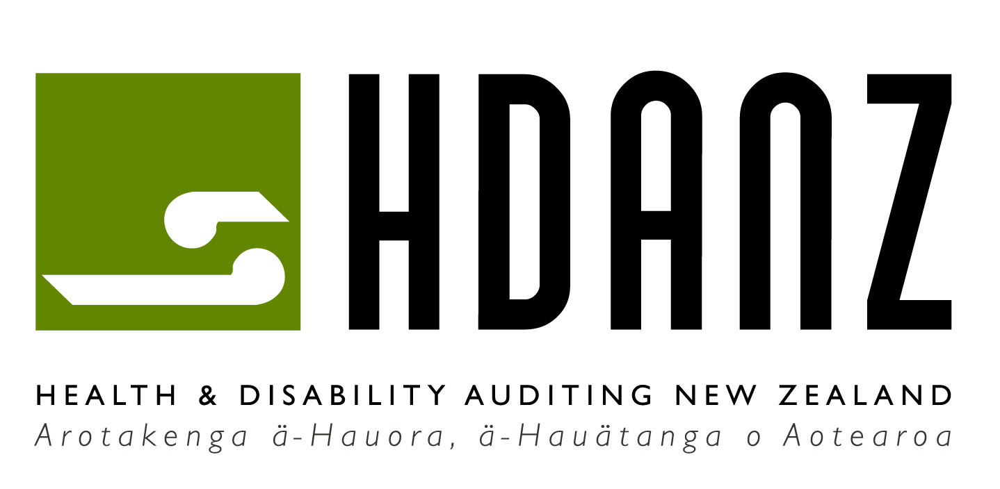 HDANZ
HEALTH & DISABILITY AUDITING NEW ZEALAND
Arotakenga ä-Hauora, ä-Hauätanga o Aotearoa